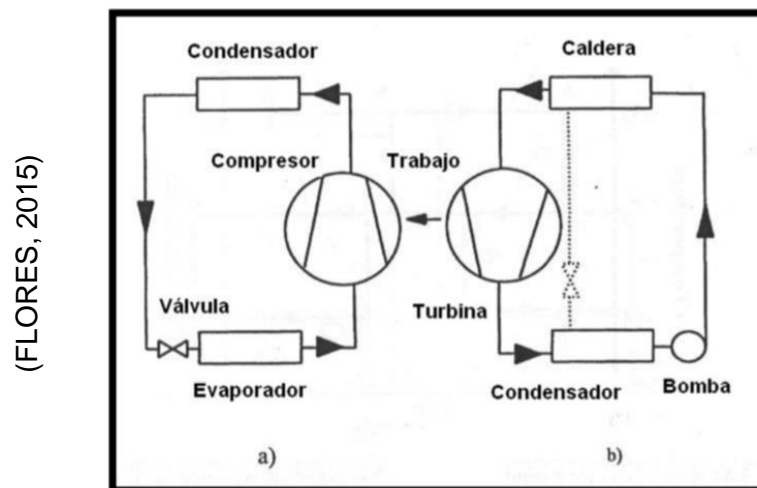 (FLORES, 2015)
Condensador
Caldera
Compresor
Trabajo
Válvula
Turbina
Evaporador
Condensador
Bomba
a)
b)